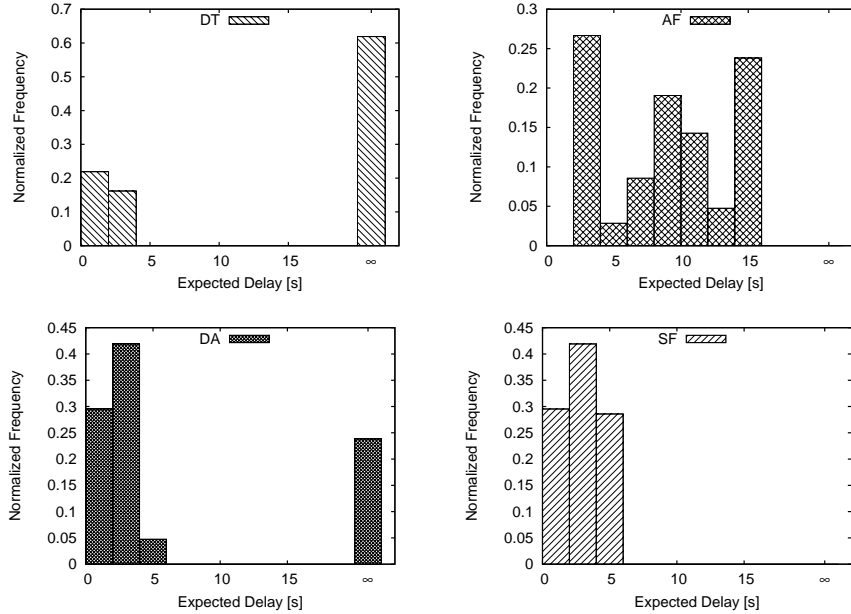 DT
Normalized Frequency
0.7
0.6
0.5
0.4
0.3
0.2
0.1
0
0 5 10 15 ∞
Expected Delay [s]
AF
Normalized Frequency
0.3
0.25
0.2
0.15
0.1
0.05
0
0 5 10 15 ∞
Expected Delay [s]
DA
Normalized Frequency
0.45
0.4
0.35
0.3
0.25
0.2
0.15
0.1
0.05
0
0 5 10 15 ∞
Expected Delay [s]
SF
Normalized Frequency
0.45
0.4
0.35
0.3
0.25
0.2
0.15
0.1
0.05
0
0 5 10 15 ∞
Expected Delay [s]